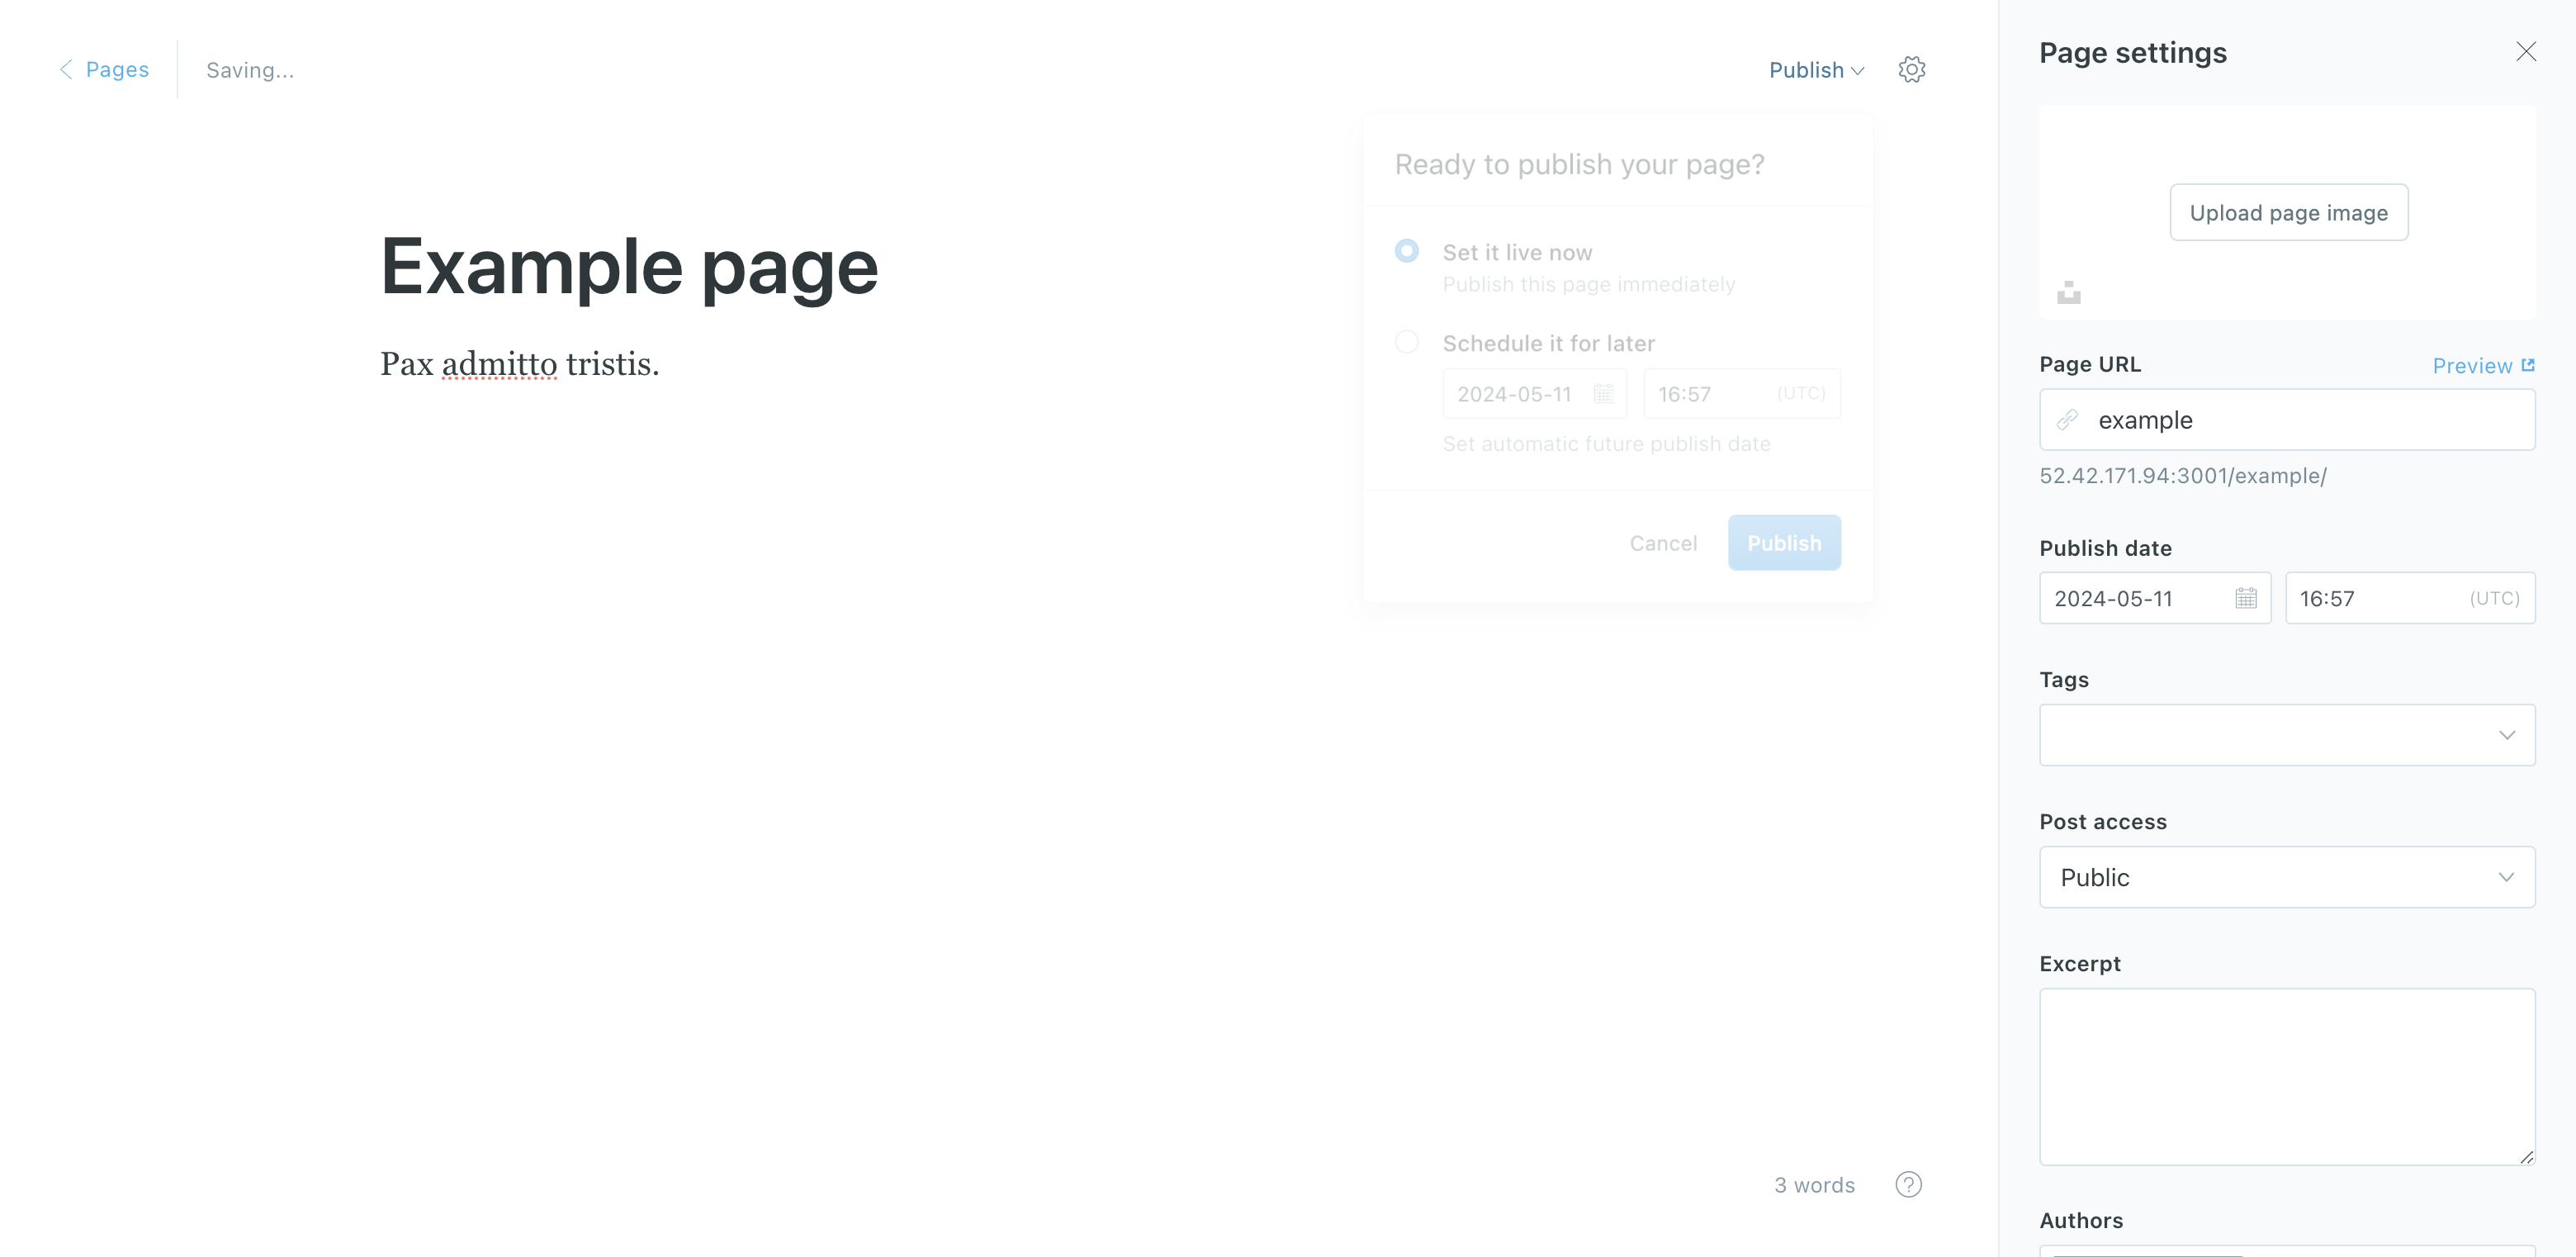 Pages
Saving...
Publish
Example page
Pax admitto tristis.
Ready to publish your page?
Set it live now
Publish this page immediately
Schedule it for later
2024-05-11
16:57 (UTC)
Set automatic future publish date
Cancel
Publish
3 words
?
Page settings
Upload page image
Page URL
Preview
example
52.42.171.94:3001/example/
Publish date
2024-05-11
16:57 (UTC)
Tags
Post access
Public
Excerpt
Authors